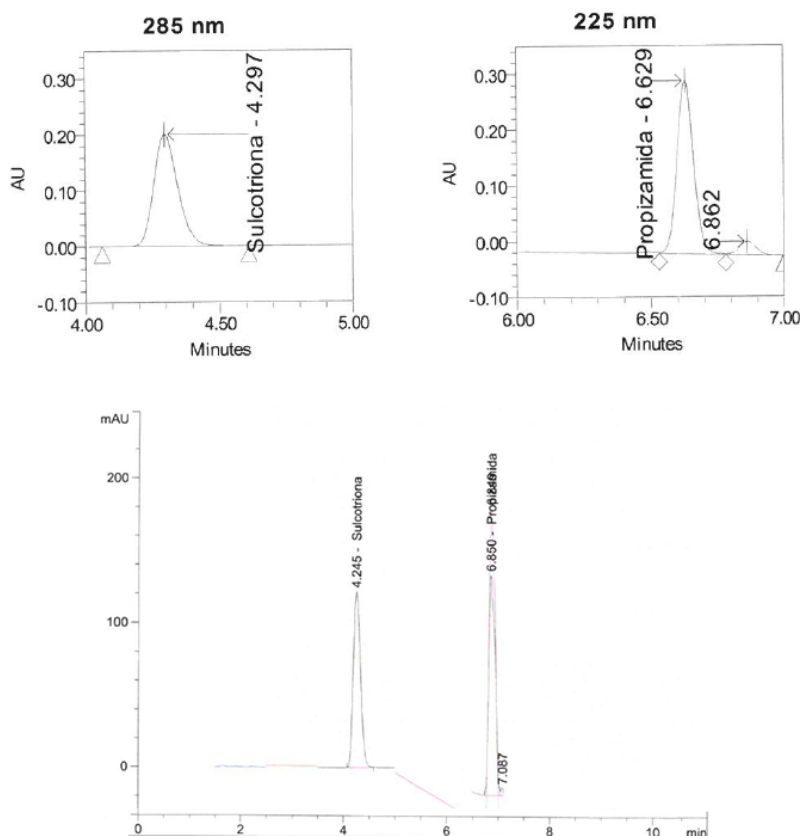 285 nm
0.30
0.20
0.10
0.00
-0.10
AU
Sulcotriona - 4.297
4.00
4.50
5.00
Minutes
225 nm
0.30
0.20
0.10
0.00
-0.10
AU
Propizamida - 6.629
6.862
6.00
6.50
7.00
Minutes
mAU
200
100
0
4.245 - Sulcotriona
6.850 - Propizamida
7.087
0
2
4
6
8
10
min